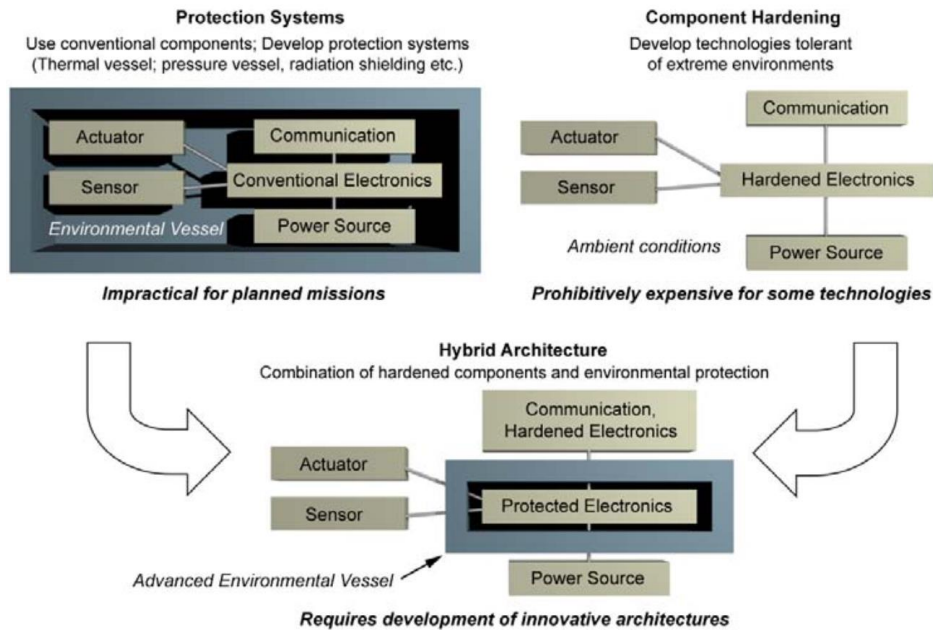 Protection Systems
Use conventional components; Develop protection systems
(Thermal vessel; pressure vessel, radiation shielding etc.)
Actuator
Communication
Sensor
Conventional Electronics
Environmental Vessel
Power Source
Impractical for planned missions
Component Hardening
Develop technologies tolerant
of extreme environments
Communication
Actuator
Sensor
Hardened Electronics
Ambient conditions
Power Source
Prohibitively expensive for some technologies
Hybrid Architecture
Combination of hardened components and environmental protection
Communication,
Hardened Electronics
Actuator
Sensor
Protected Electronics
Advanced Environmental Vessel
Power Source
Requires development of innovative architectures